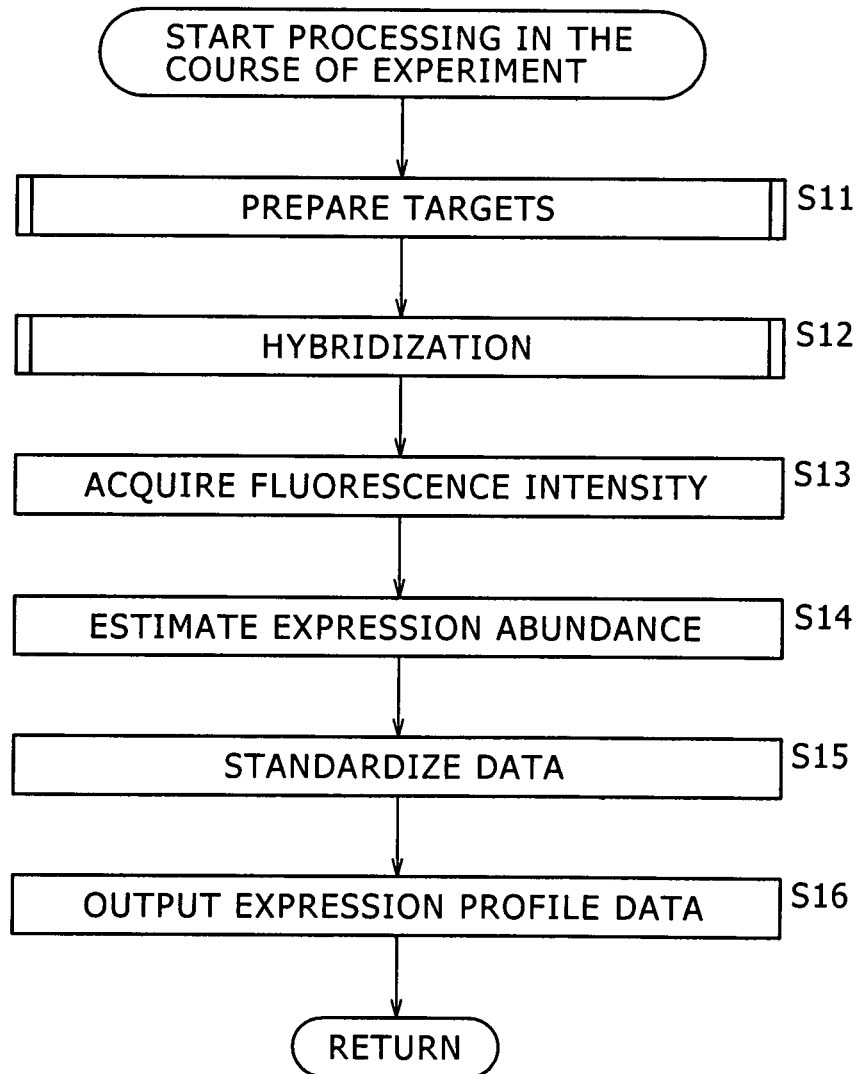 START PROCESSING IN THE
COURSE OF EXPERIMENT
PREPARE TARGETS
S11
HYBRIDIZATION
S12
ACQUIRE FLUORESCENCE INTENSITY
S13
ESTIMATE EXPRESSION ABUNDANCE
S14
STANDARDIZE DATA
S15
OUTPUT EXPRESSION PROFILE DATA
S16
RETURN